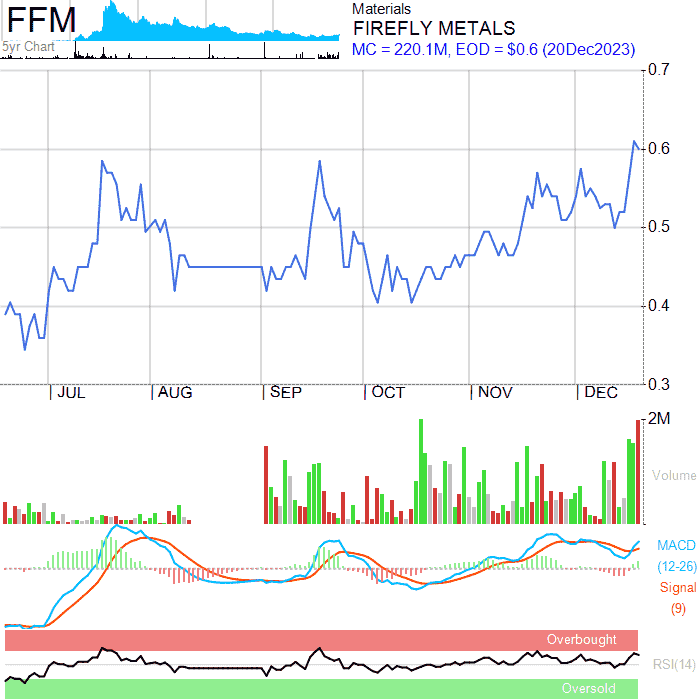 FFM
5yr Chart
Materials
FIREFLY METALS
MC = 220.1M, EOD = $0.6 (20Dec2023)
0.7
0.6
0.5
0.4
0.3
JUL AUG SEP OCT NOV DEC
2M
Volume
MACD
(12-26)
Signal
(9)
Overbought
RSI(14)
Oversold